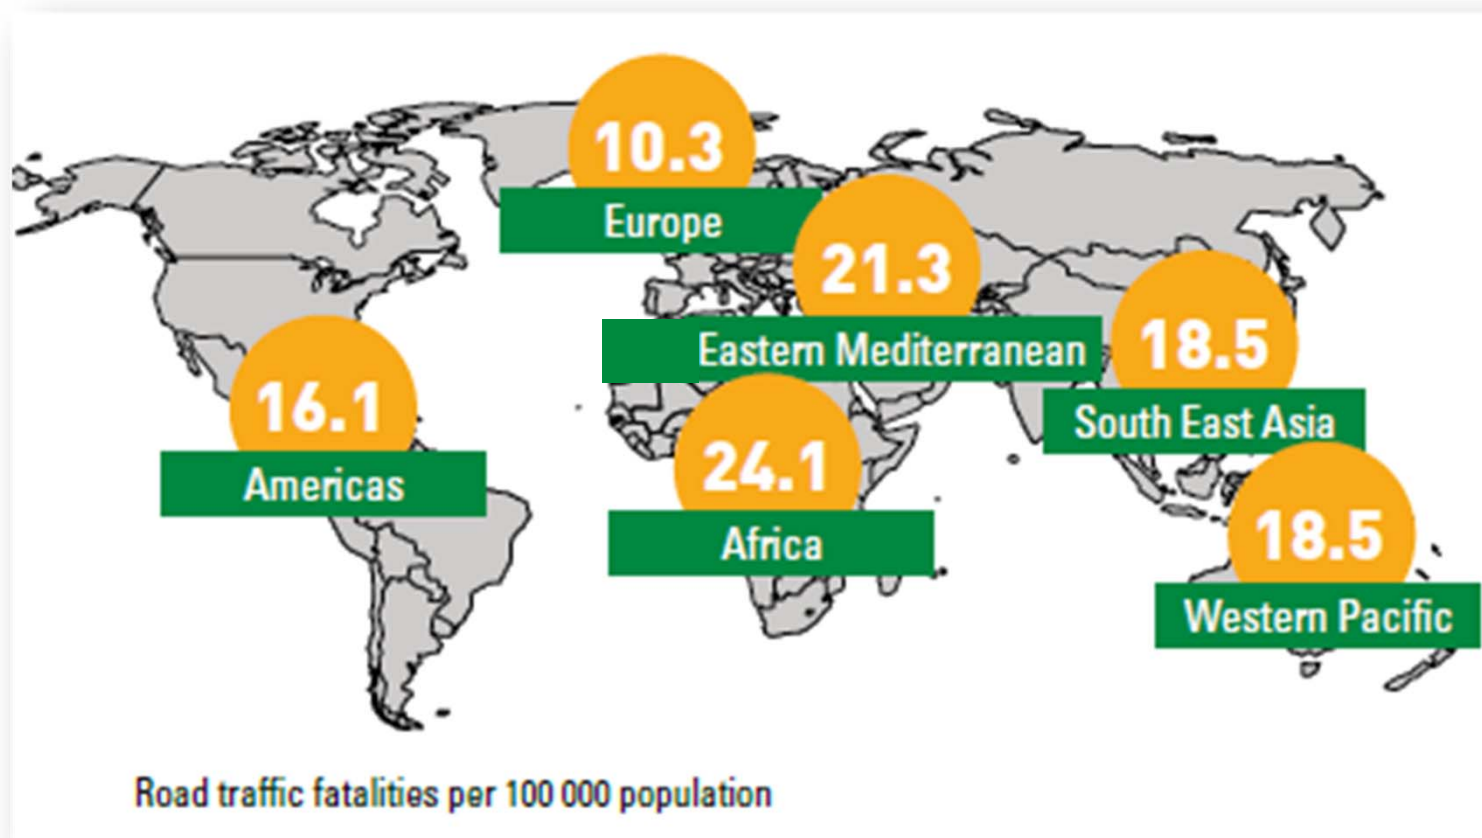 10.3
Europe
21.3
Eastern Mediterranean
18.5
South East Asia
16.1
Americas
24.1
Africa
18.5
Western Pacific
Road traffic fatalities per 100 000 population